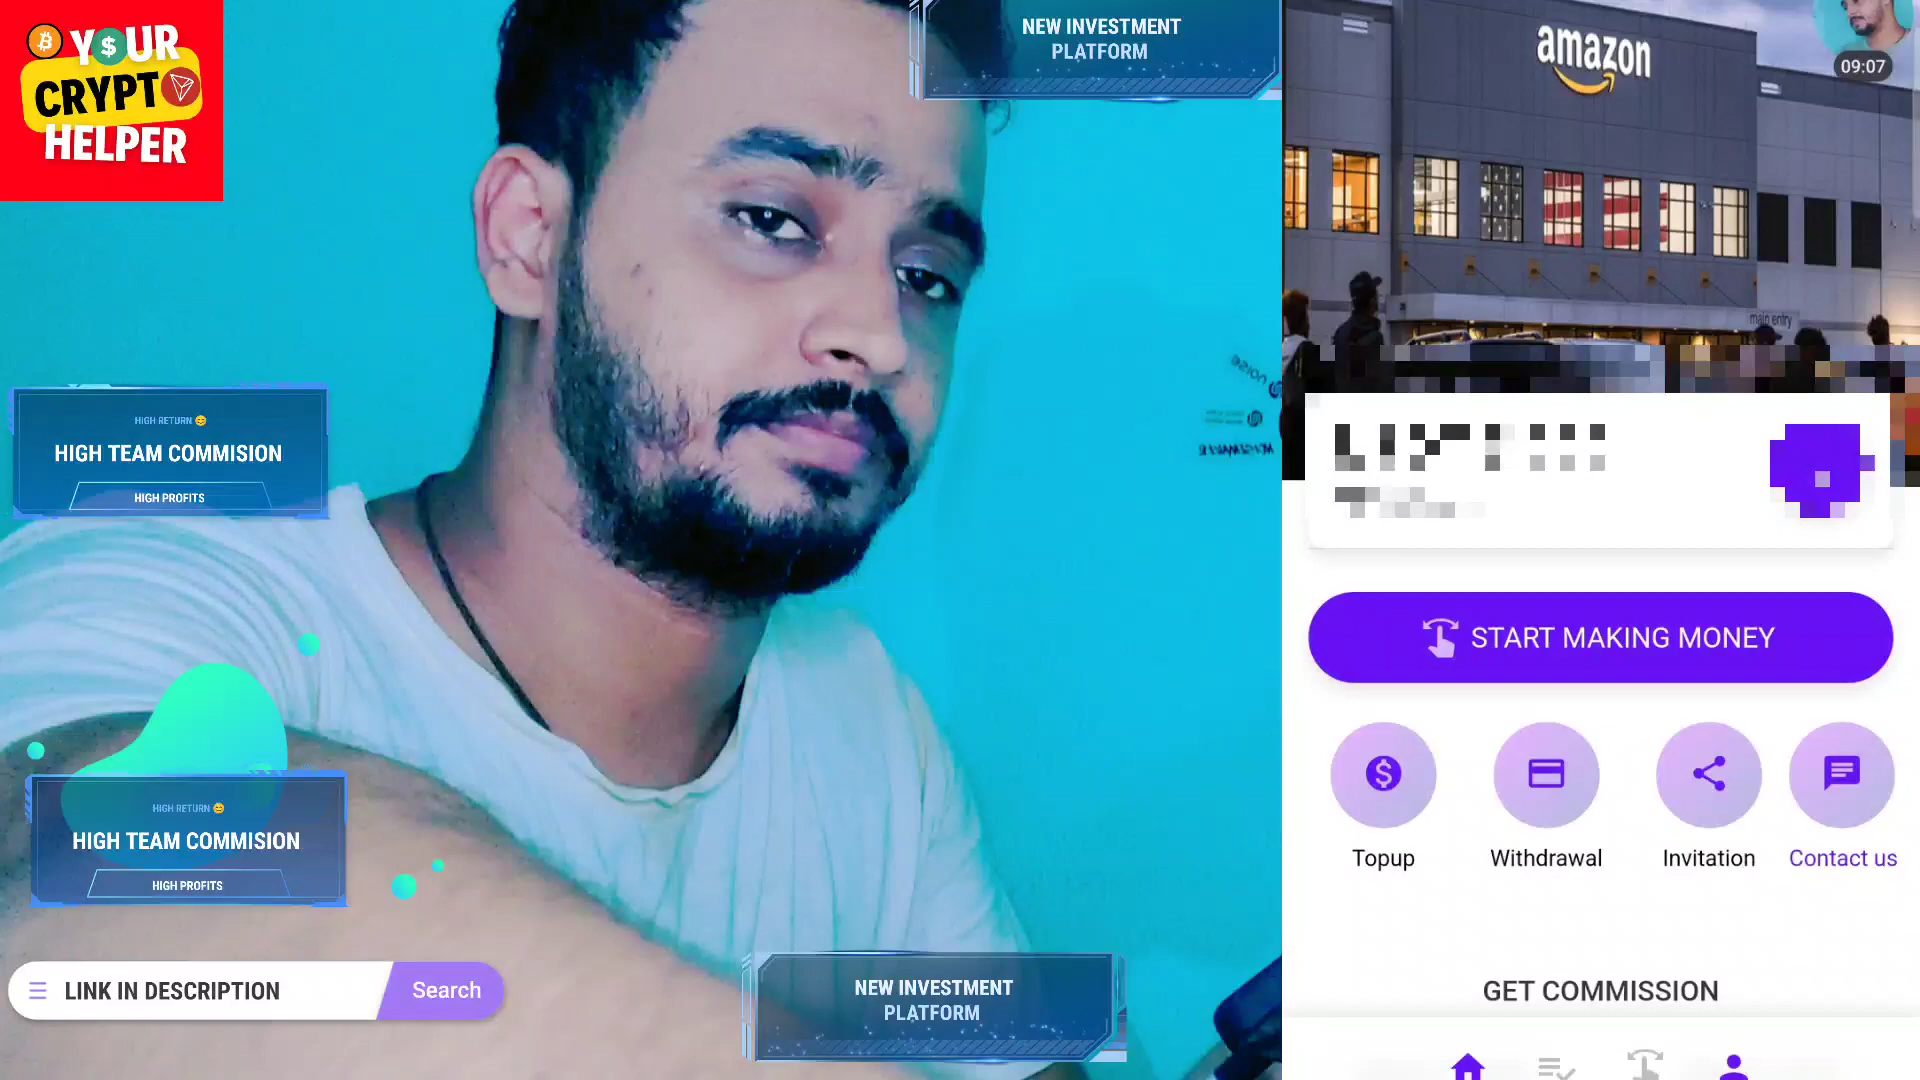 YOUR
CRYPTO
HELPER
NEW INVESTMENT
PLATFORM
amazon
09:07
main entry
HIGH RETURN 😊
HIGH TEAM COMMISION
HIGH PROFITS
START MAKING MONEY
Topup
Withdrawal
Invitation
Contact us
HIGH RETURN 😊
HIGH TEAM COMMISION
HIGH PROFITS
LINK IN DESCRIPTION
Search
NEW INVESTMENT
PLATFORM
GET COMMISSION